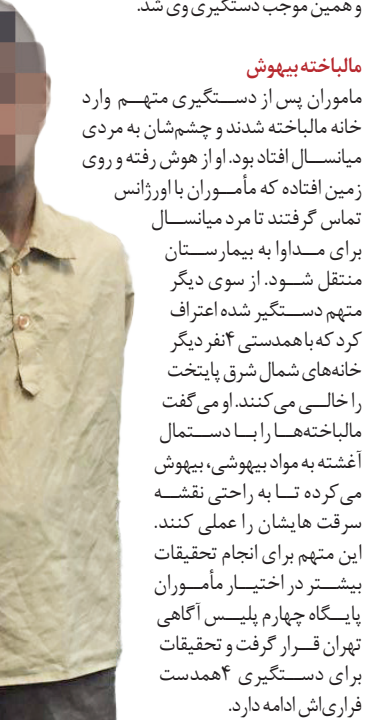 و همین موجب دستگیری وی شد.
مالباخته بیهوش
ماموران پس از دستگیری متهم وارد
خانه مالباخته شدند و چشم‌شان به مردی
میانسال افتاد بود. او از هوش رفته و روی
زمین افتاده که مأموران با اورژانس
تماس گرفتند تا مرد میانسال
برای مداوا به بیمارستان
منتقل شود. از سوی دیگر
متهم دستگیر شده اعتراف
کرد که با همدستی ۴نفر دیگر
خانه‌های شمال شرق پایتخت
را خالی می‌کنند. او می‌گفت
مالباخته‌ها را با دستمال
آغشته به مواد بیهوشی، بیهوش
می‌کرده تا به راحتی نقشه
سرقت هایشان را عملی کنند.
این متهم برای انجام تحقیقات
بیشتر در اختیار مأموران
پایگاه چهارم پلیس آگاهی
تهران قرار گرفت و تحقیقات
برای دستگیری ۴همدست
فراری‌اش ادامه دارد.